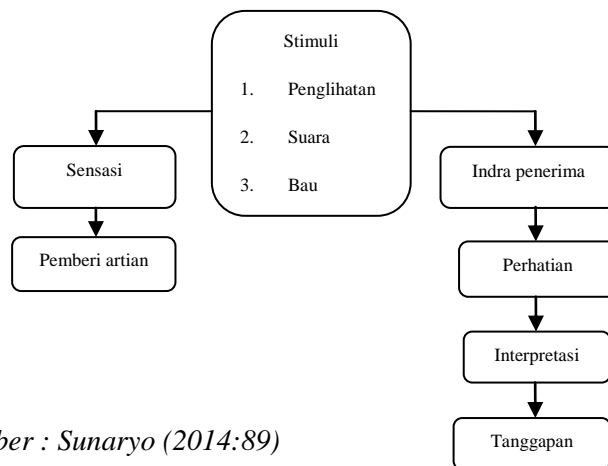 Stimuli
1. Penglihatan
2. Suara
3. Bau
Sensasi
Pemberi artian
Indra penerima
Perhatian
Interpretasi
Tanggapan
ber : Sunaryo (2014:89)